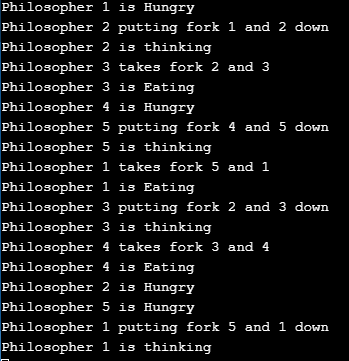 Philosopher 1 is Hungry
Philosopher 2 putting fork 1 and 2 down
Philosopher 2 is thinking
Philosopher 3 takes fork 2 and 3
Philosopher 3 is Eating
Philosopher 4 is Hungry
Philosopher 5 putting fork 4 and 5 down
Philosopher 5 is thinking
Philosopher 1 takes fork 5 and 1
Philosopher 1 is Eating
Philosopher 3 putting fork 2 and 3 down
Philosopher 3 is thinking
Philosopher 4 takes fork 3 and 4
Philosopher 4 is Eating
Philosopher 2 is Hungry
Philosopher 5 is Hungry
Philosopher 1 putting fork 5 and 1 down
Philosopher 1 is thinking